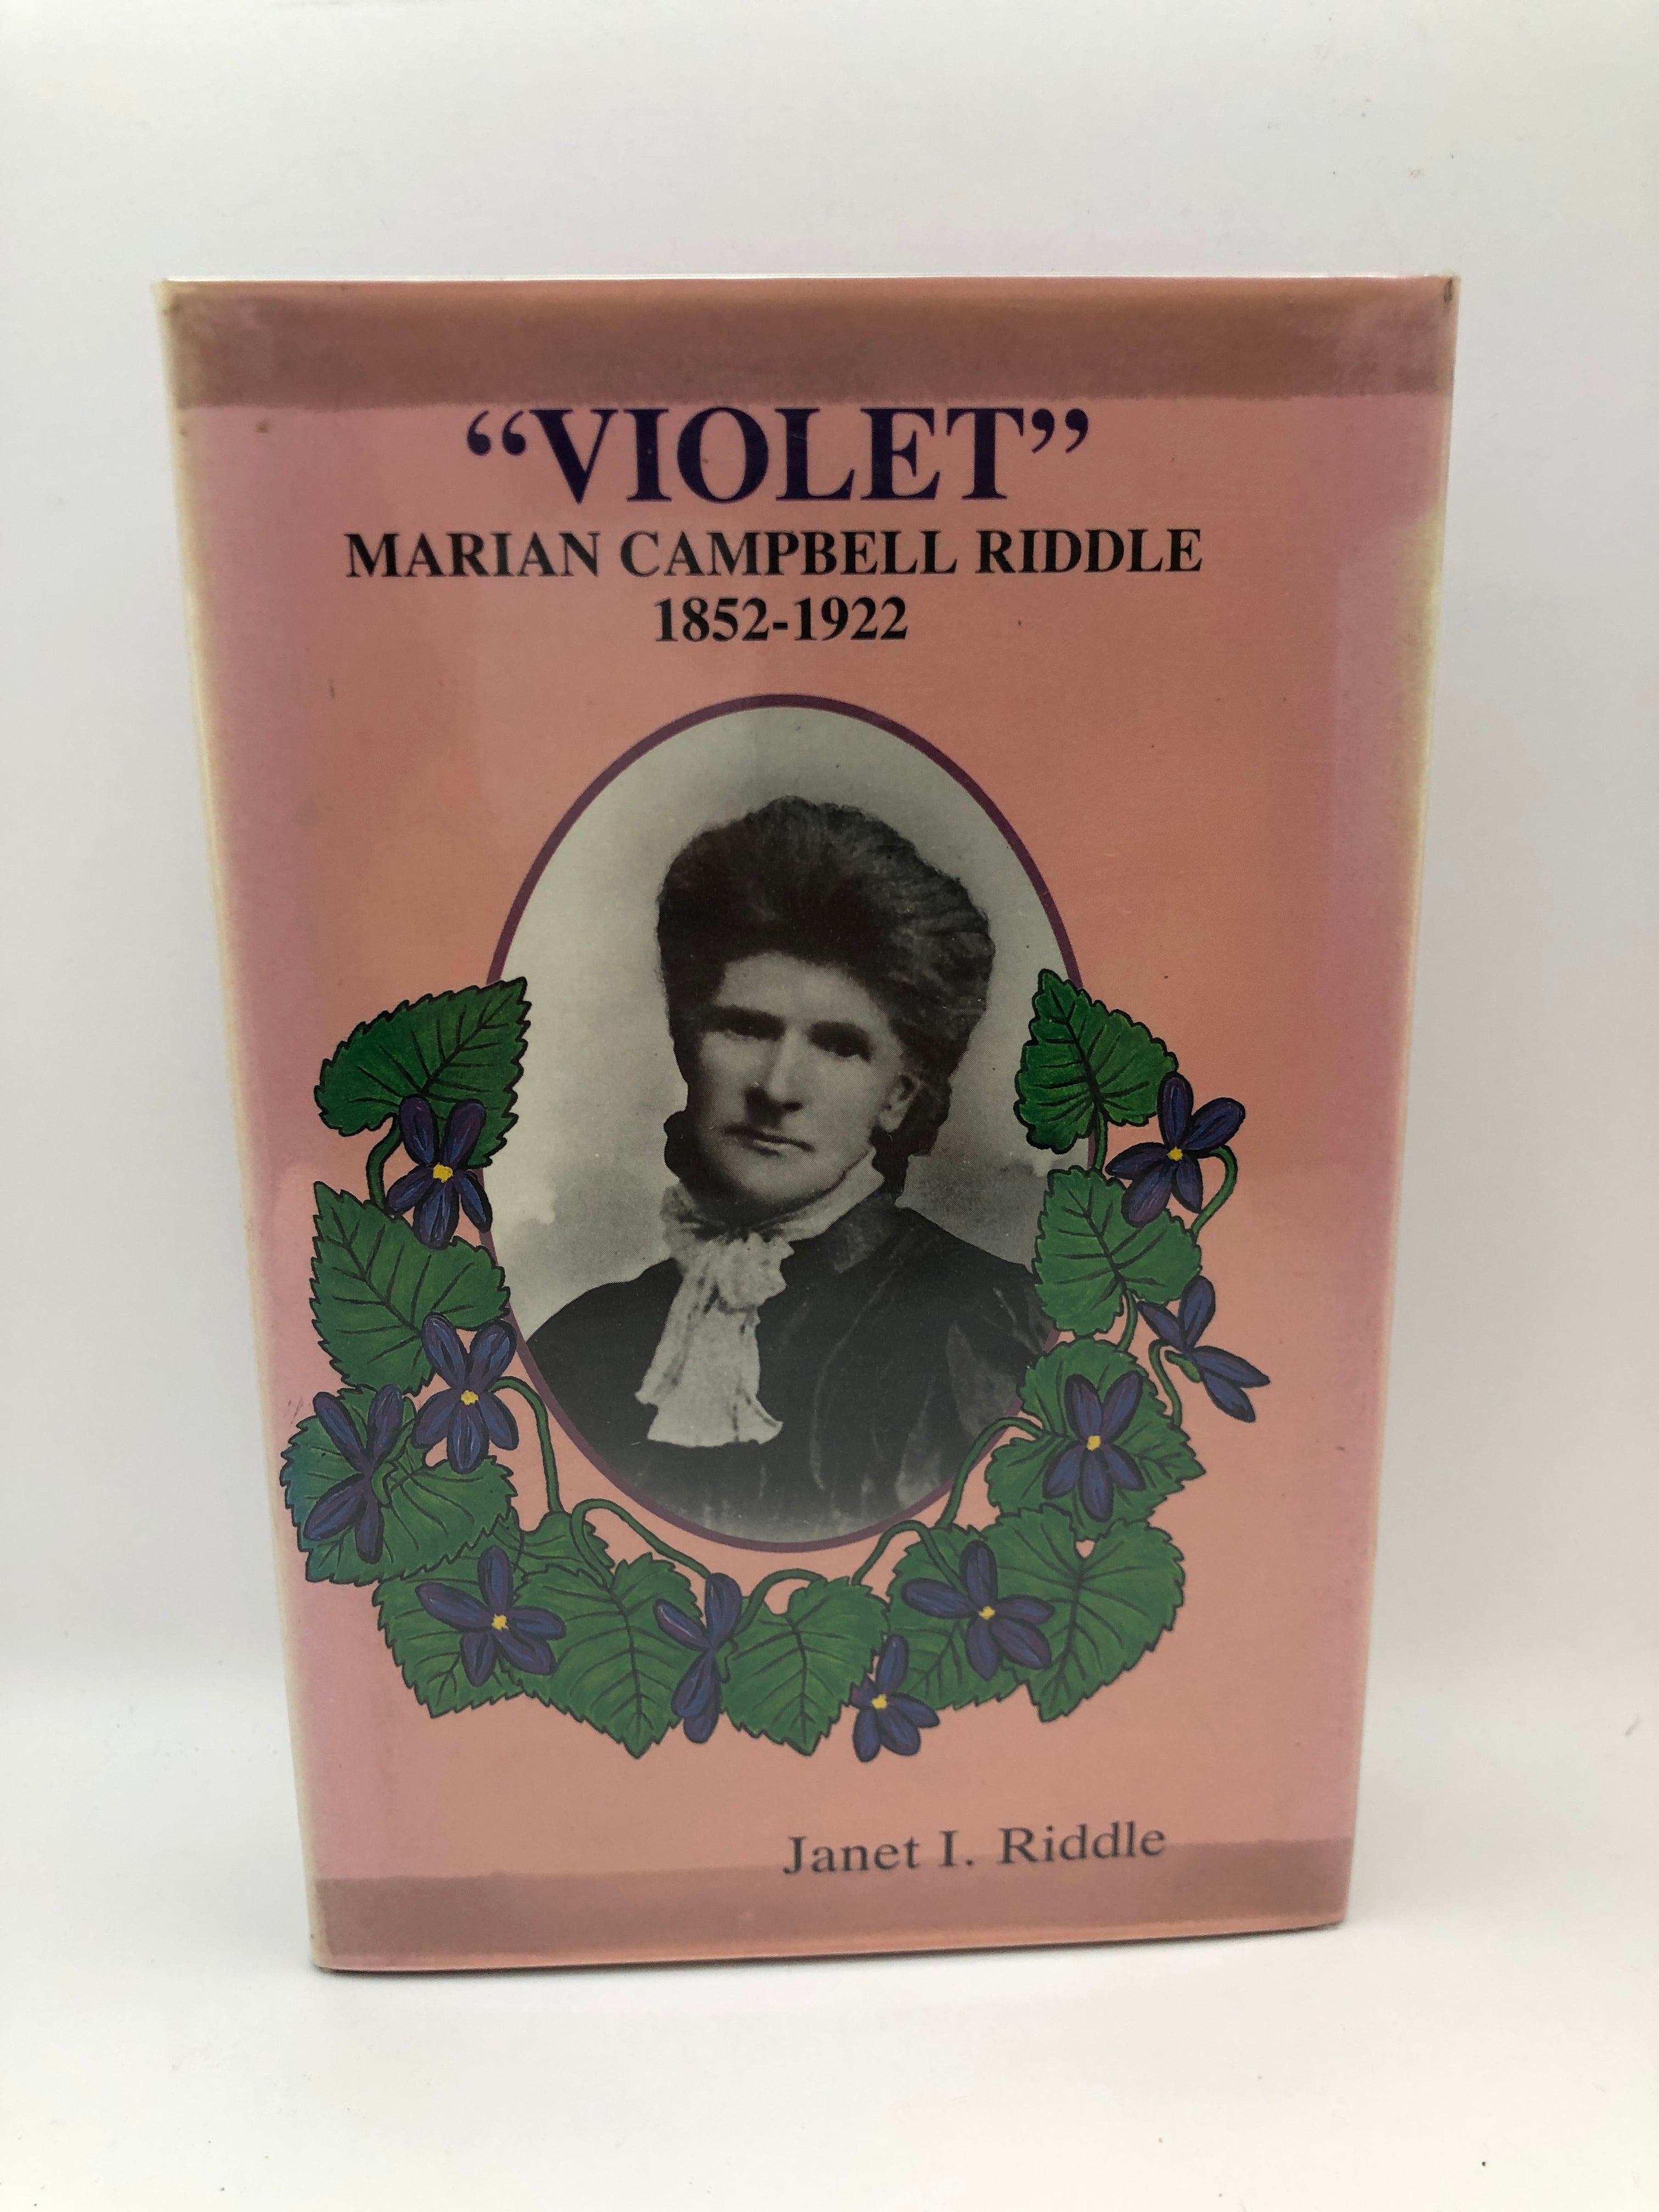 “VIOLET”
MARIAN CAMPBELL RIDDLE
1852-1922
Janet I. Riddle